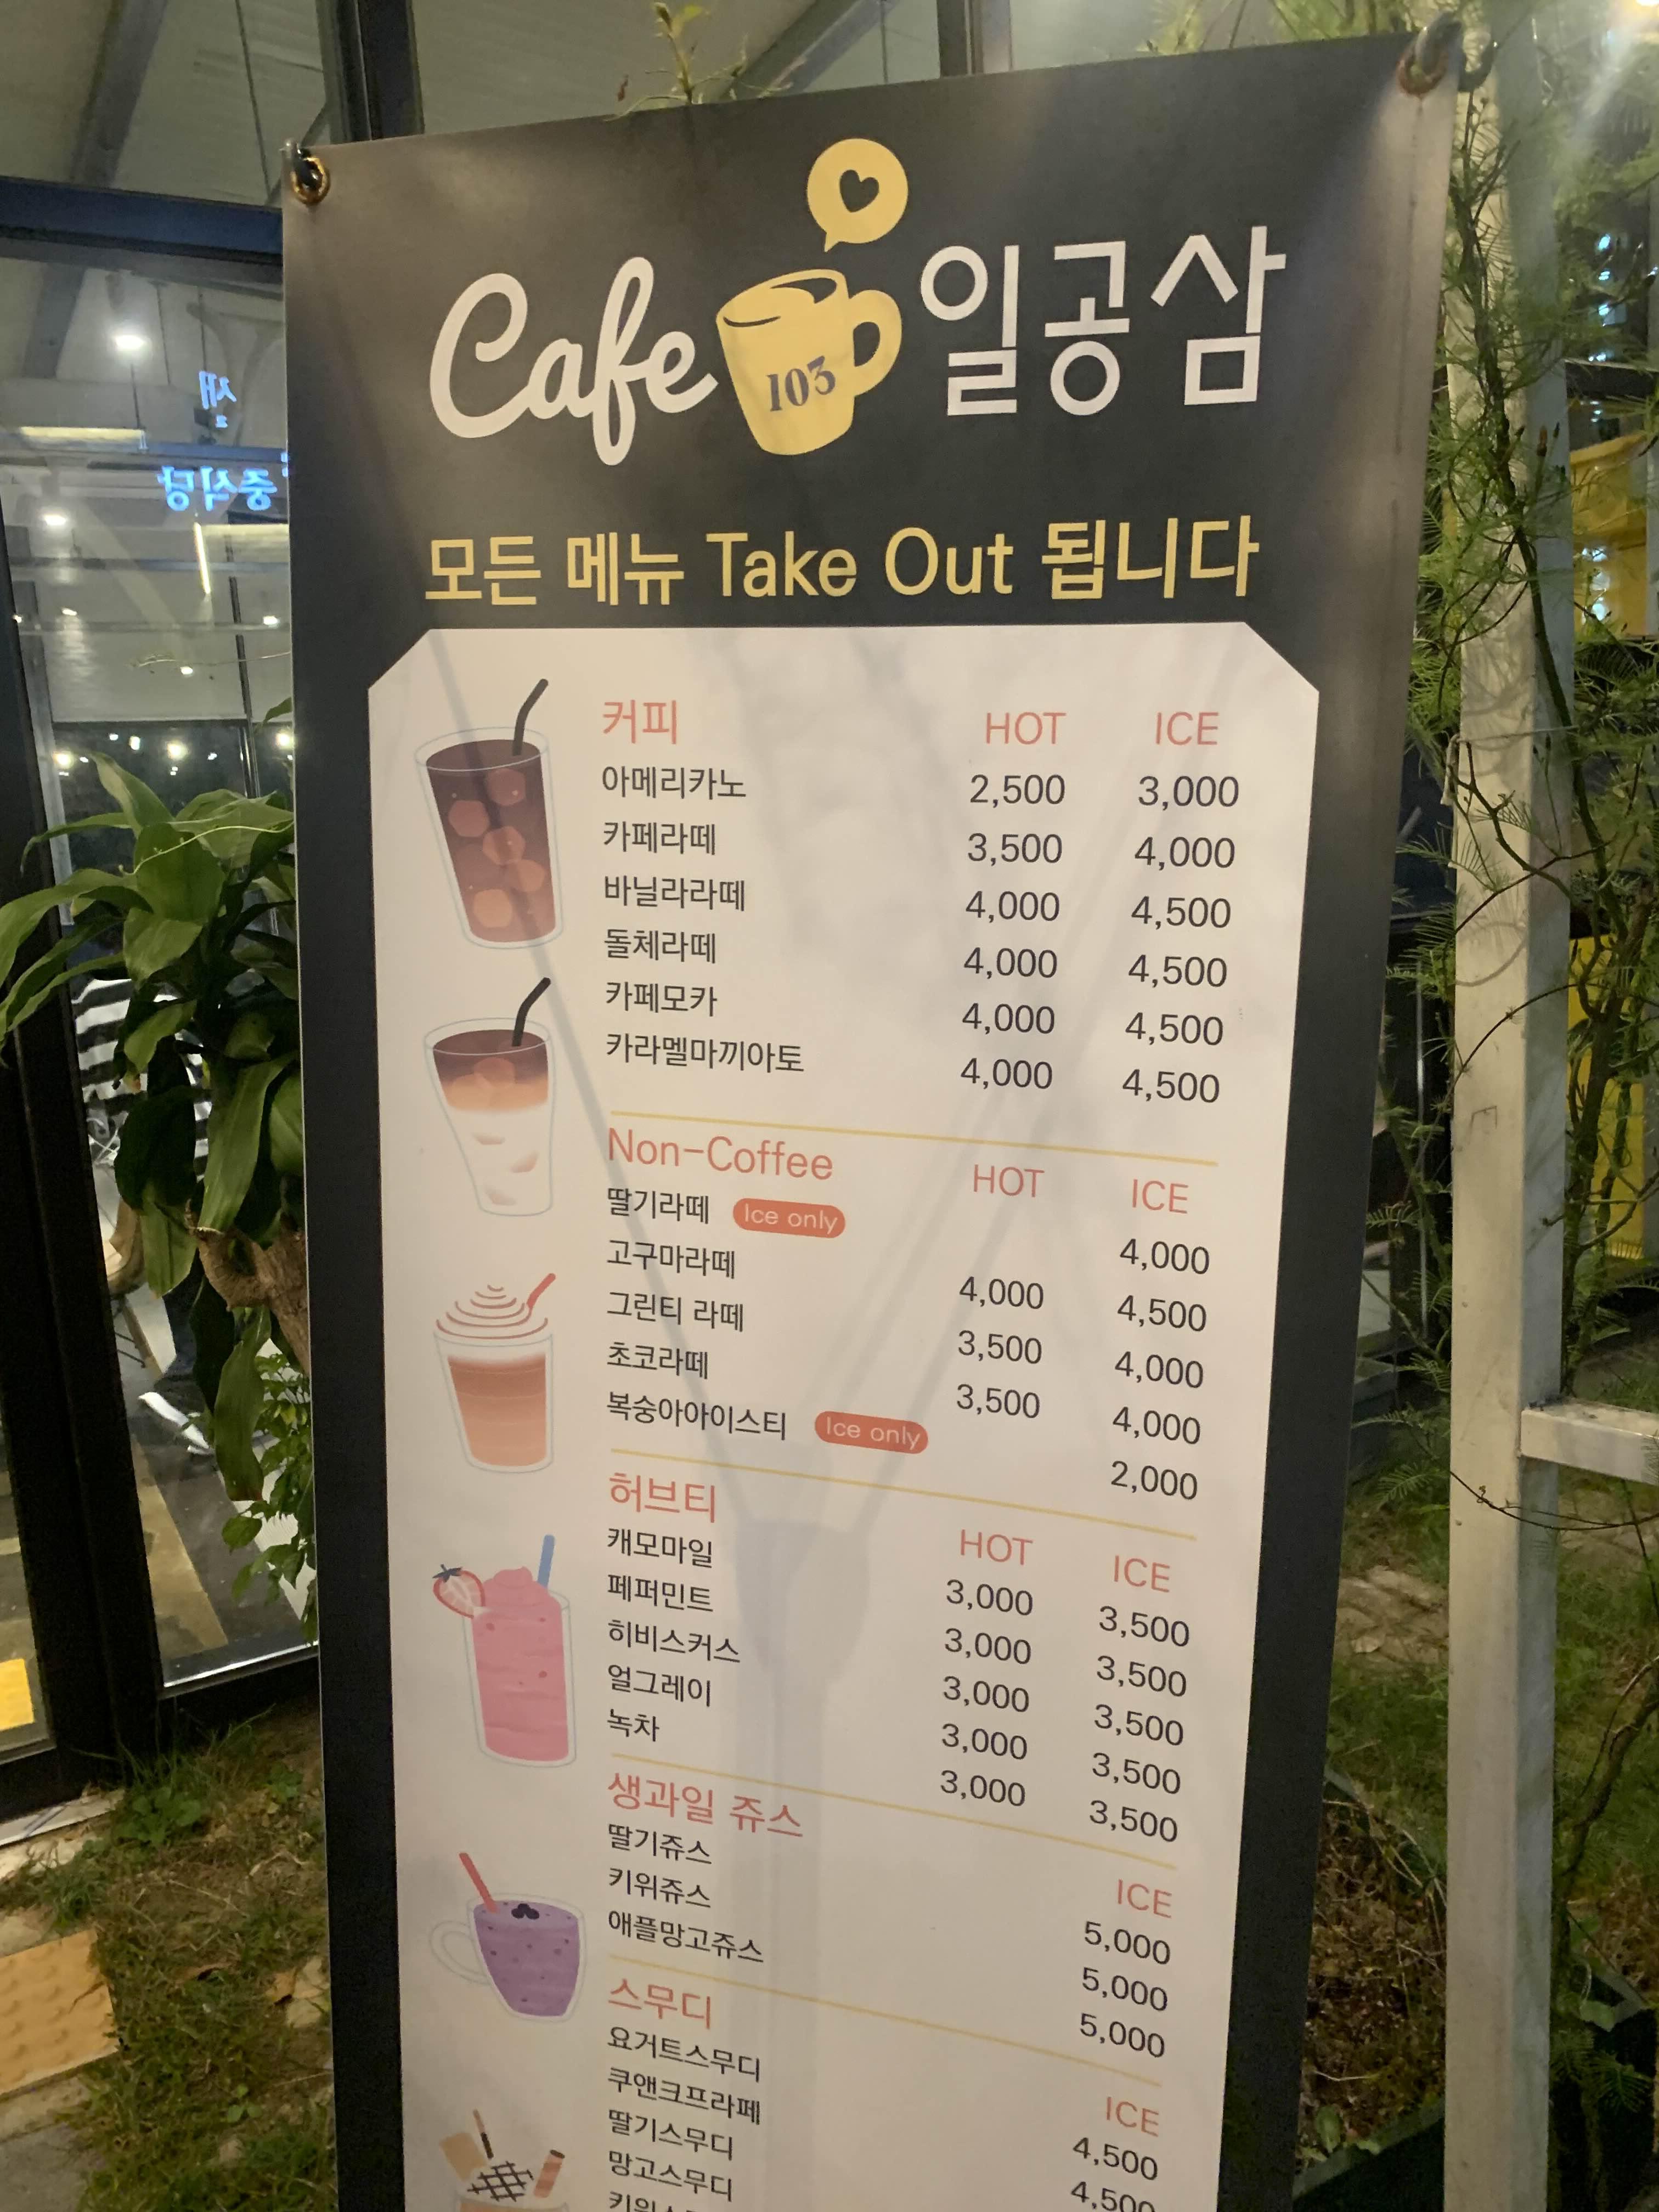 Cafe 103 일공삼
모든 메뉴 Take Out 됩니다
커피 HOT ICE
아메리카노 2,500 3,000
카페라떼 3,500 4,000
바닐라라떼 4,000 4,500
돌체라떼 4,000 4,500
카페모카 4,000 4,500
카라멜마끼아토 4,000 4,500
Non-Coffee HOT ICE
딸기라떼 Ice only 4,000
고구마라떼 4,000 4,500
그린티 라떼 3,500 4,000
초코라떼 3,500 4,000
복숭아아이스티 Ice only 2,000
허브티 HOT ICE
캐모마일 3,000 3,500
페퍼민트 3,000 3,500
히비스커스 3,000 3,500
얼그레이 3,000 3,500
녹차 3,000 3,500
생과일 쥬스 ICE
딸기쥬스 5,000
키위쥬스 5,000
애플망고쥬스 5,000
스무디 ICE
요거트스무디 4,500
쿠앤크프라페 4,500
딸기스무디
망고스무디
중식당